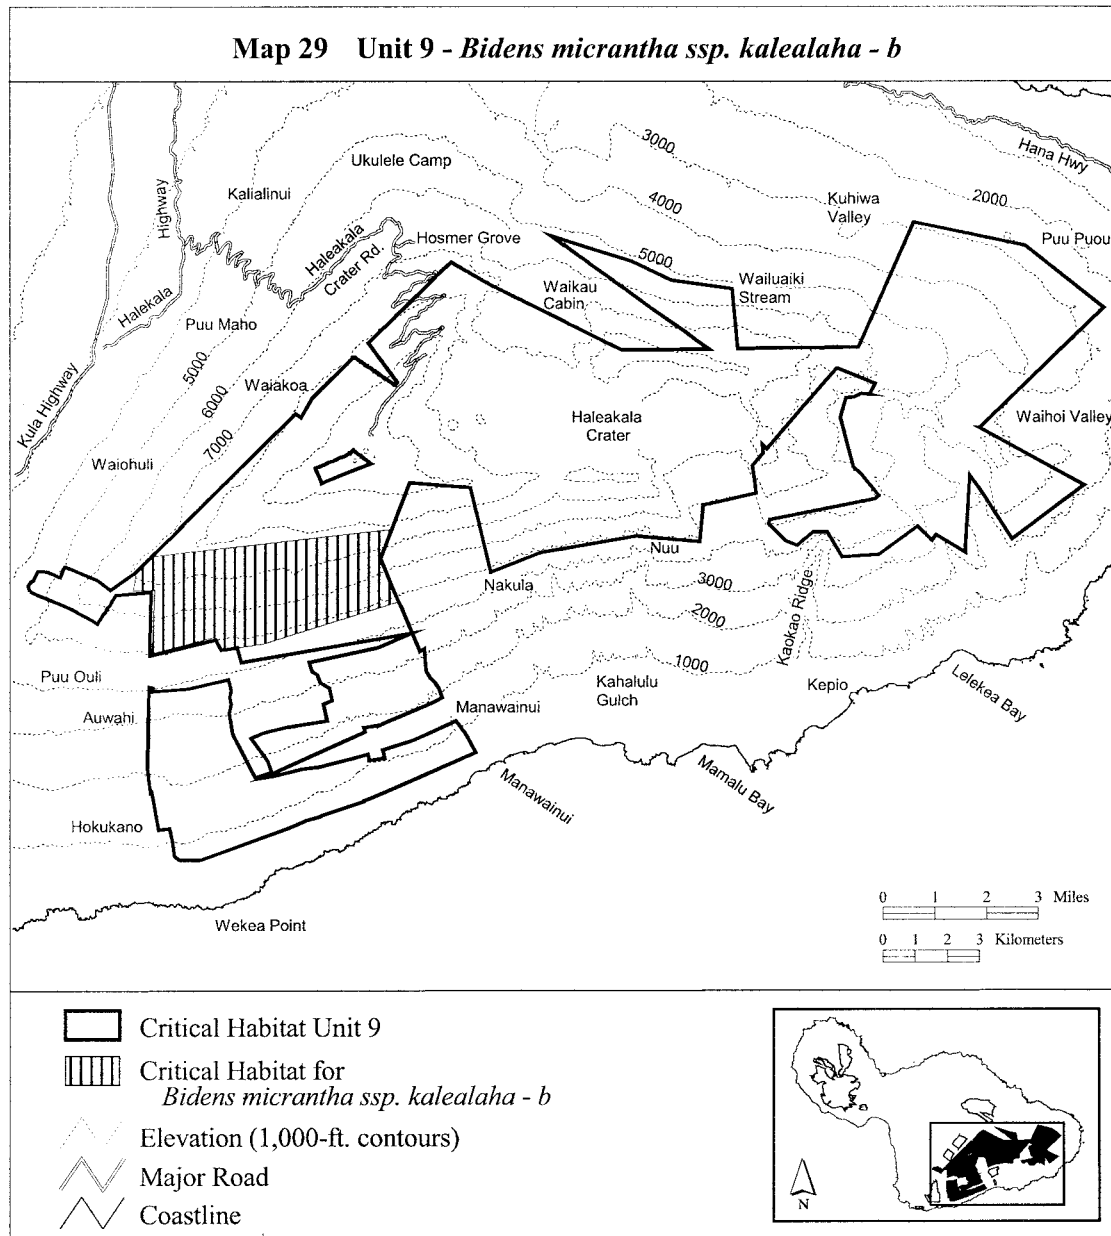 Map 29 Unit 9 - Bidens micrantha ssp. kalealaha - b
Hana Hwy
3000
2000
Ukulele Camp
Kalialinui
Highway
4000
Kuhiwa
Valley
Haleakala
Crater Rd.
Hosmer Grove
5000
Puu Puou
Waikau
Cabin
Wailuaiki
Stream
Halekala
Puu Maho
5000
6000
7000
Waiakoa
Kula Highway
Haleakala
Crater
Waihoi Valley
Waiohuli
Nuu
Nakula
3000
2000
1000
Kaokao Ridge
Puu Ouli
Auwahi
Manawainui
Kahalulu
Gulch
Kepio
Lelekea Bay
Mamalu Bay
Manawainui
Hokukano
Wekea Point
0 1 2 3 Miles
0 1 2 3 Kilometers
Critical Habitat Unit 9
Critical Habitat for
Bidens micrantha ssp. kalealaha - b
Elevation (1,000-ft. contours)
Major Road
Coastline
N